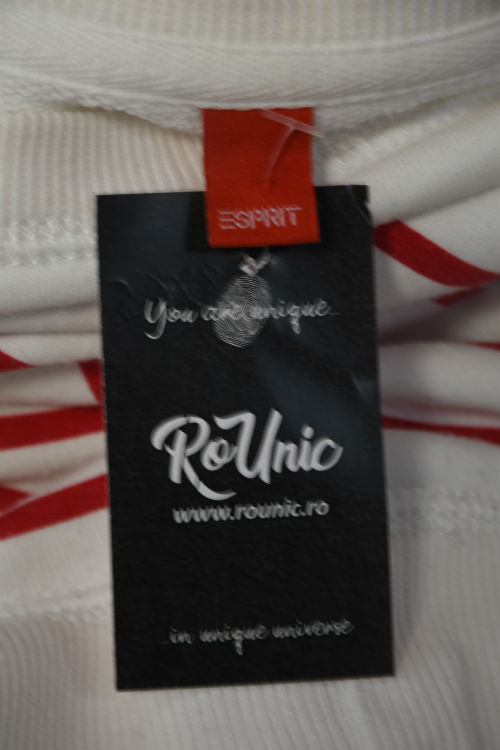 ESPRIT
You are unique...
RoUnic
www.rounic.ro
...in unique universe